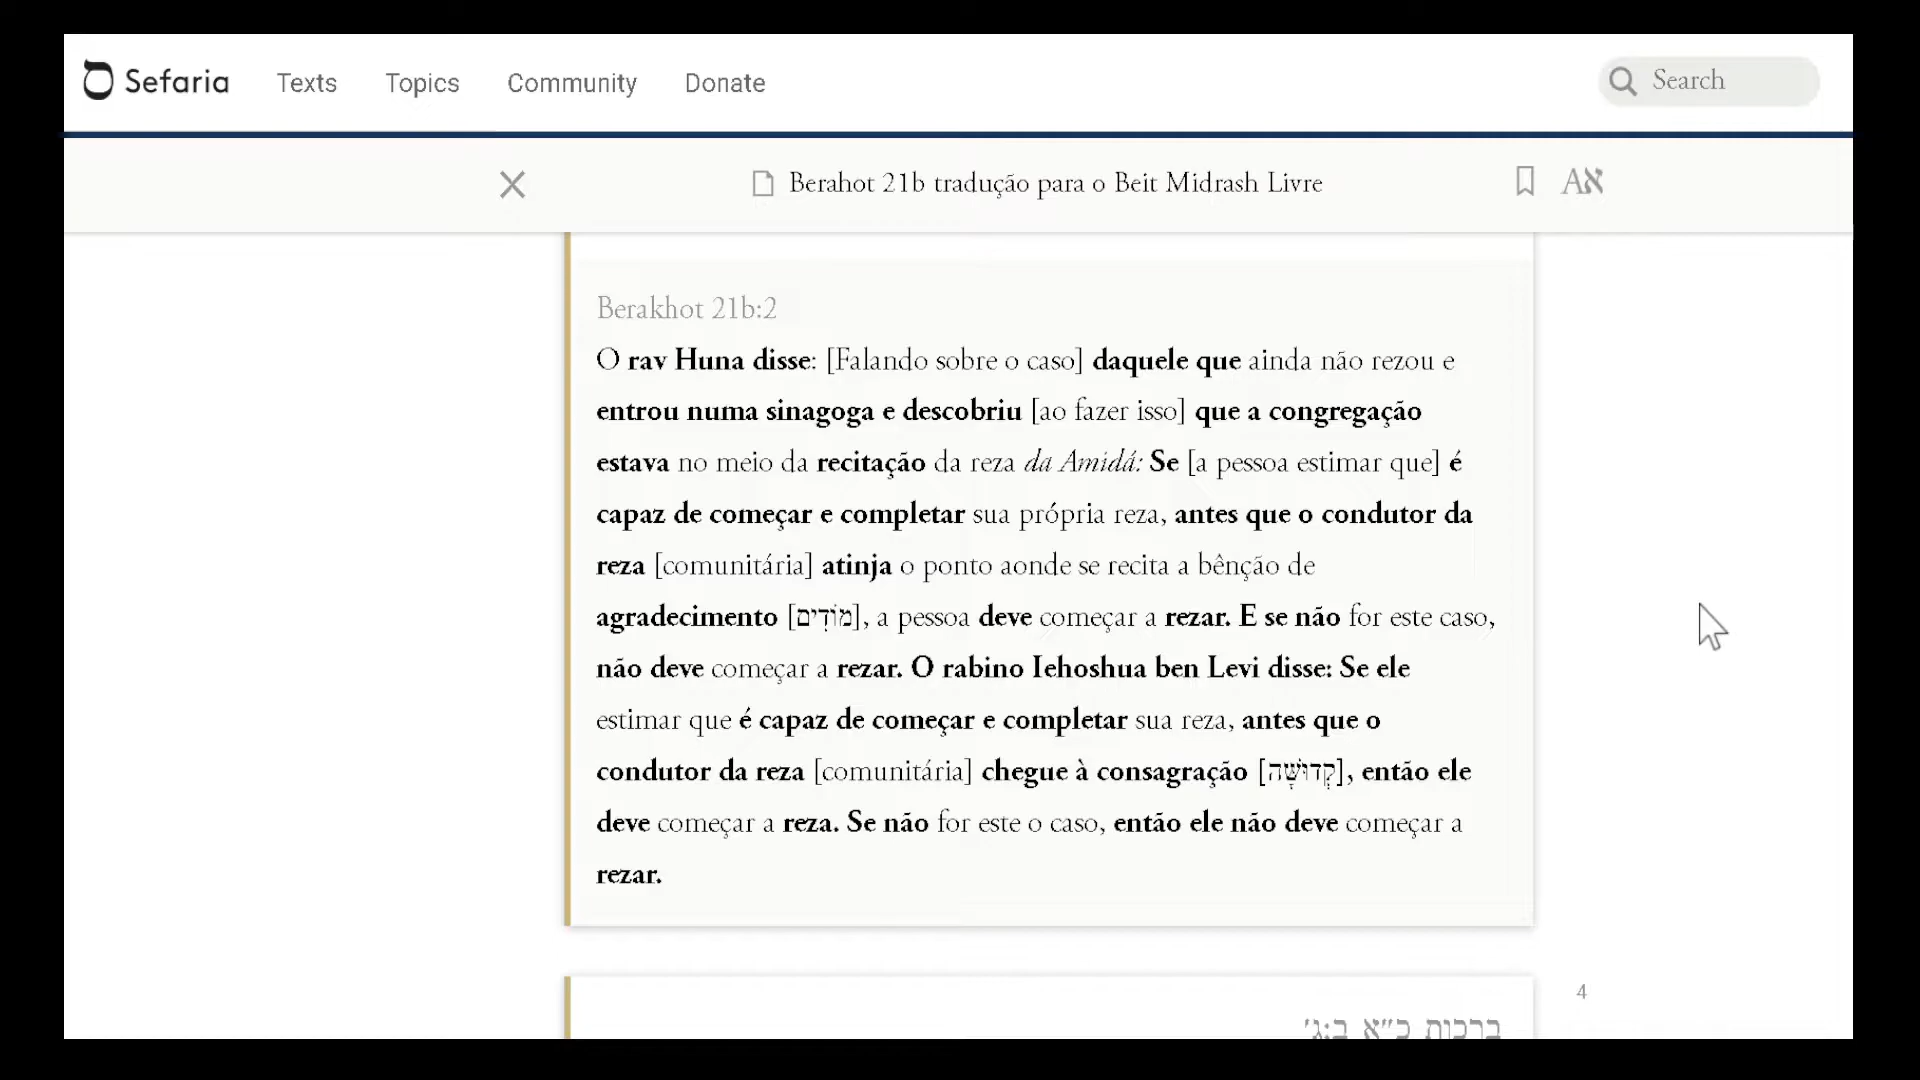 Sefaria Texts Topics Community Donate Search
Berahot 21b tradução para o Beit Midrash Livre Aא
Berakhot 21b:2
O rav Huna disse: [Falando sobre o caso] daquele que ainda não rezou e
entrou numa sinagoga e descobriu [ao fazer isso] que a congregação
estava no meio da recitação da reza da Amidá: Se [a pessoa estimar que] é
capaz de começar e completar sua própria reza, antes que o condutor da
reza [comunitária] atinja o ponto aonde se recita a bênção de
agradecimento [מוֹדִים], a pessoa deve começar a rezar. E se não for este caso,
não deve começar a rezar. O rabino Iehoshua ben Levi disse: Se ele
estimar que é capaz de começar e completar sua reza, antes que o
condutor da reza [comunitária] chegue à consagração [קְדוּשָּׁה], então ele
deve começar a reza. Se não for este o caso, então ele não deve começar a
rezar.
4
ברכות כ״א ב:ג׳